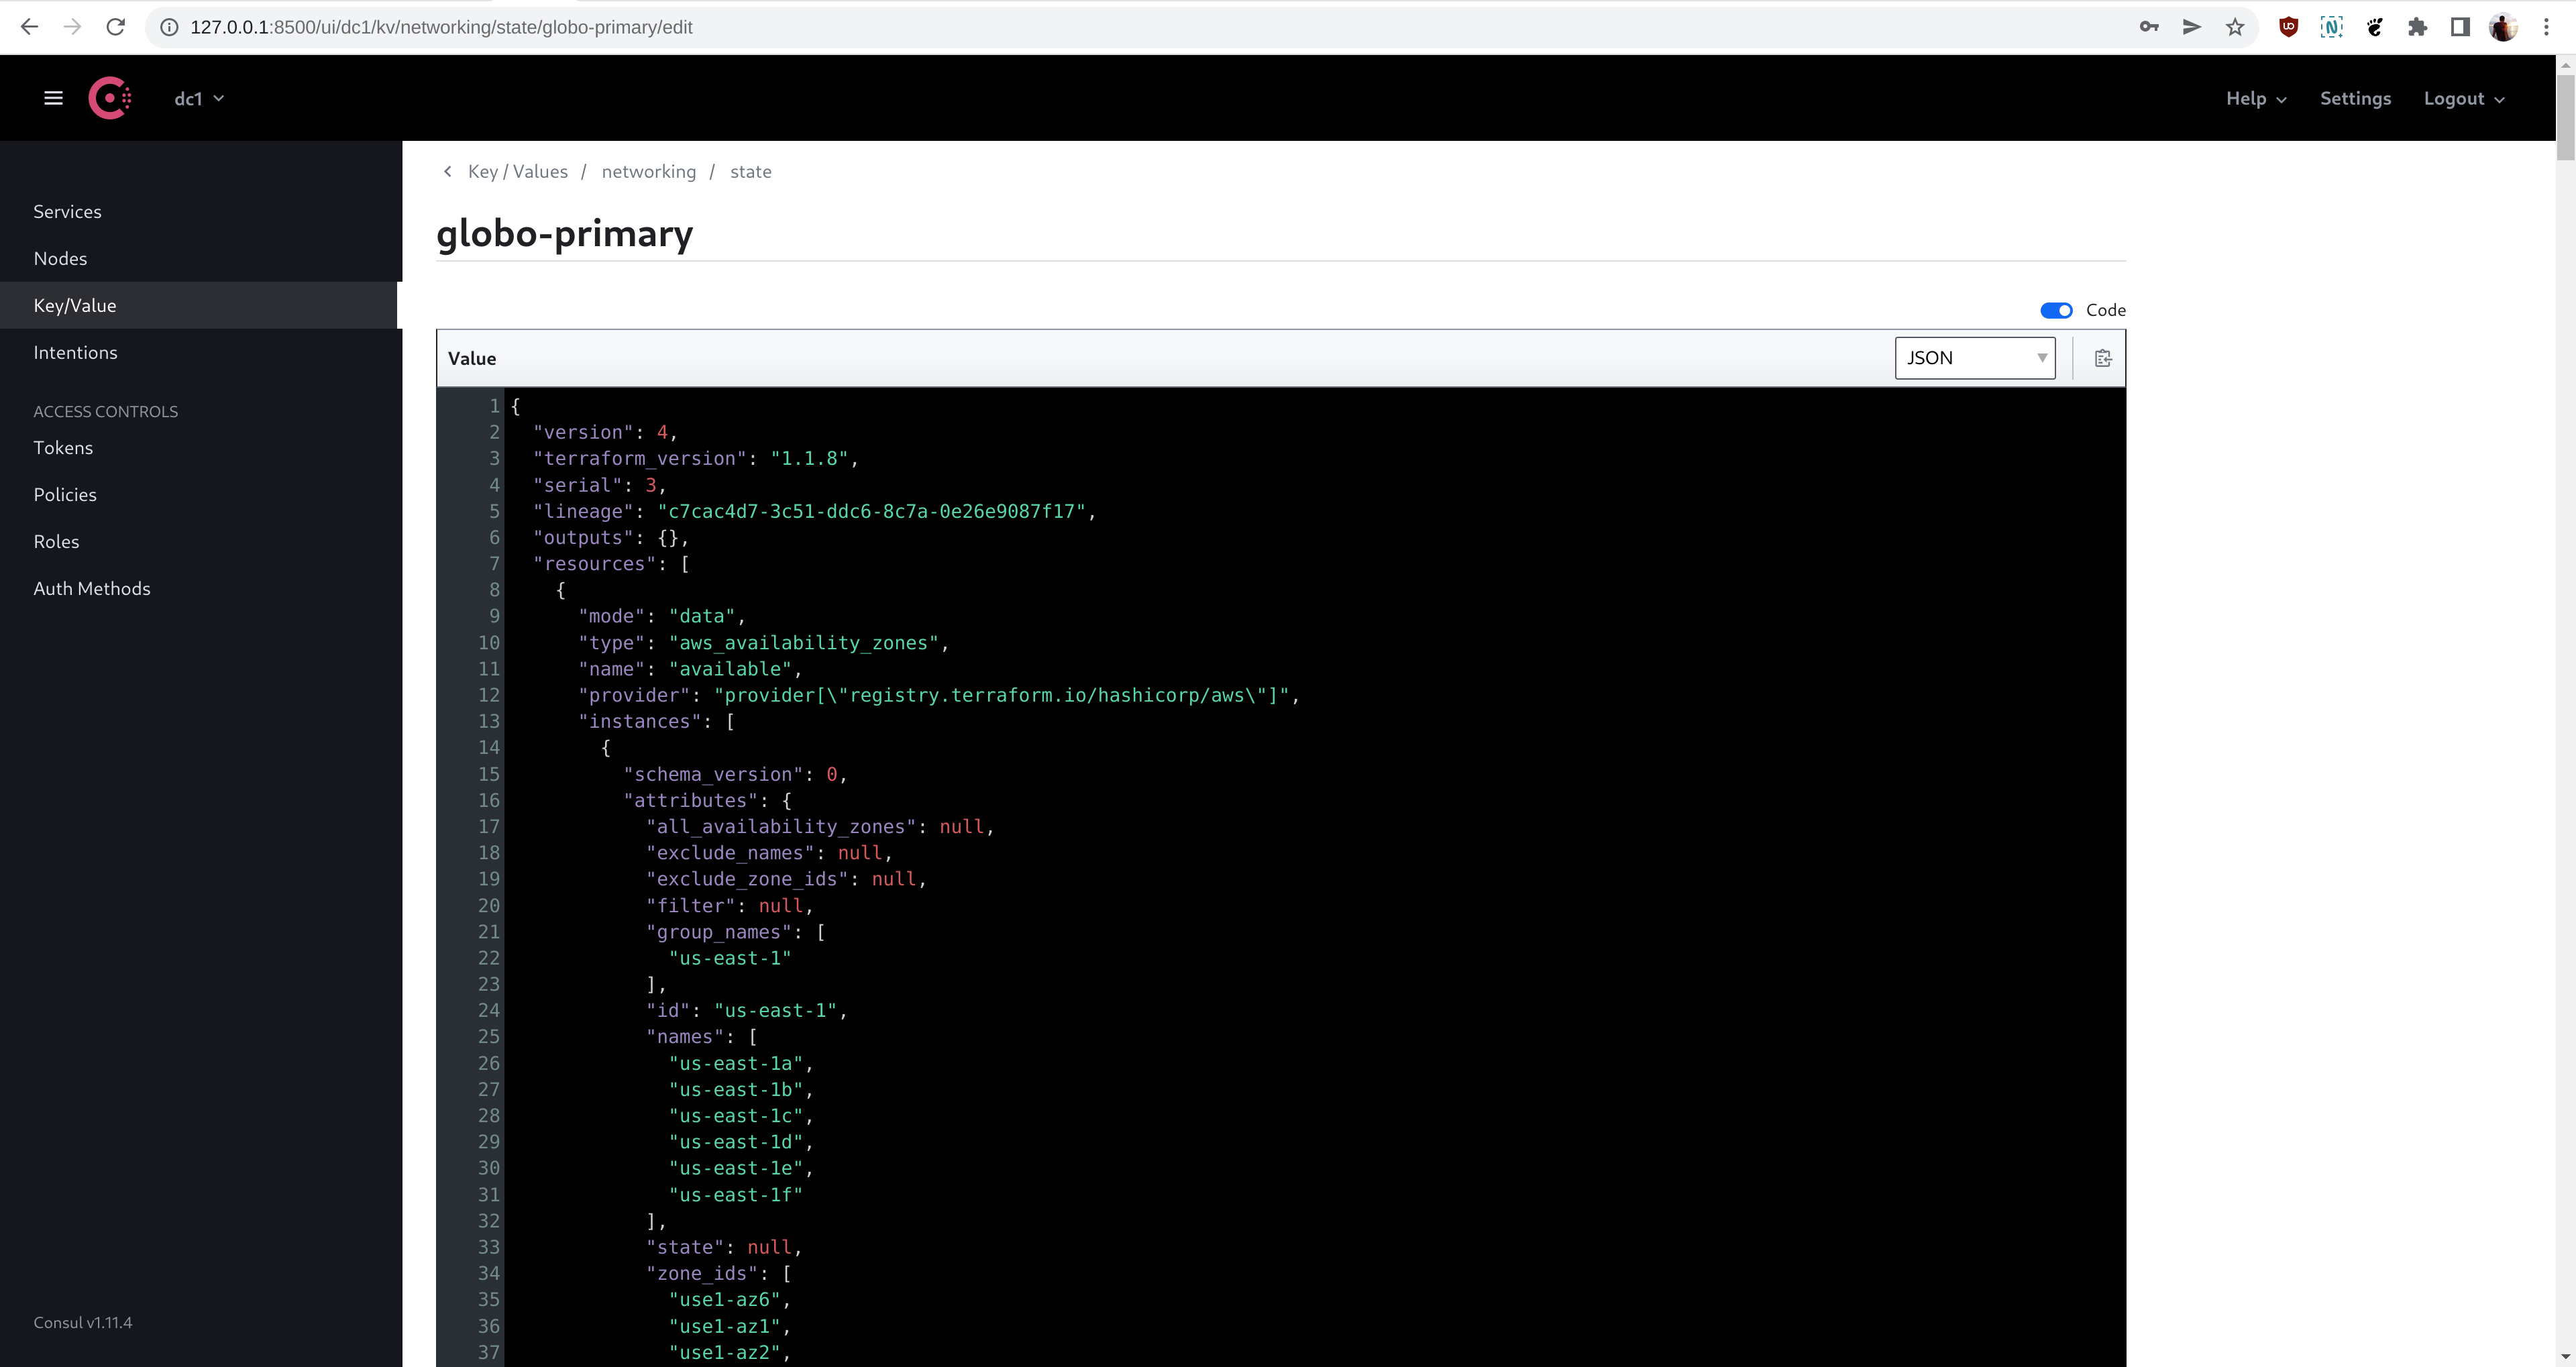 127.0.0.1:8500/ui/dc1/kv/networking/state/globo-primary/edit
dc1
Help
Settings
Logout
Services
Nodes
Key/Value
Intentions
ACCESS CONTROLS
Tokens
Policies
Roles
Auth Methods
Consul v1.11.4
Key / Values / networking / state
globo-primary
Code
Value
JSON
1 {
2 "version": 4,
3 "terraform_version": "1.1.8",
4 "serial": 3,
5 "lineage": "c7cac4d7-3c51-ddc6-8c7a-0e26e9087f17",
6 "outputs": {},
7 "resources": [
8 {
9 "mode": "data",
10 "type": "aws_availability_zones",
11 "name": "available",
12 "provider": "provider[\"registry.terraform.io/hashicorp/aws\"]",
13 "instances": [
14 {
15 "schema_version": 0,
16 "attributes": {
17 "all_availability_zones": null,
18 "exclude_names": null,
19 "exclude_zone_ids": null,
20 "filter": null,
21 "group_names": [
22 "us-east-1"
23 ],
24 "id": "us-east-1",
25 "names": [
26 "us-east-1a",
27 "us-east-1b",
28 "us-east-1c",
29 "us-east-1d",
30 "us-east-1e",
31 "us-east-1f"
32 ],
33 "state": null,
34 "zone_ids": [
35 "use1-az6",
36 "use1-az1",
37 "use1-az2",